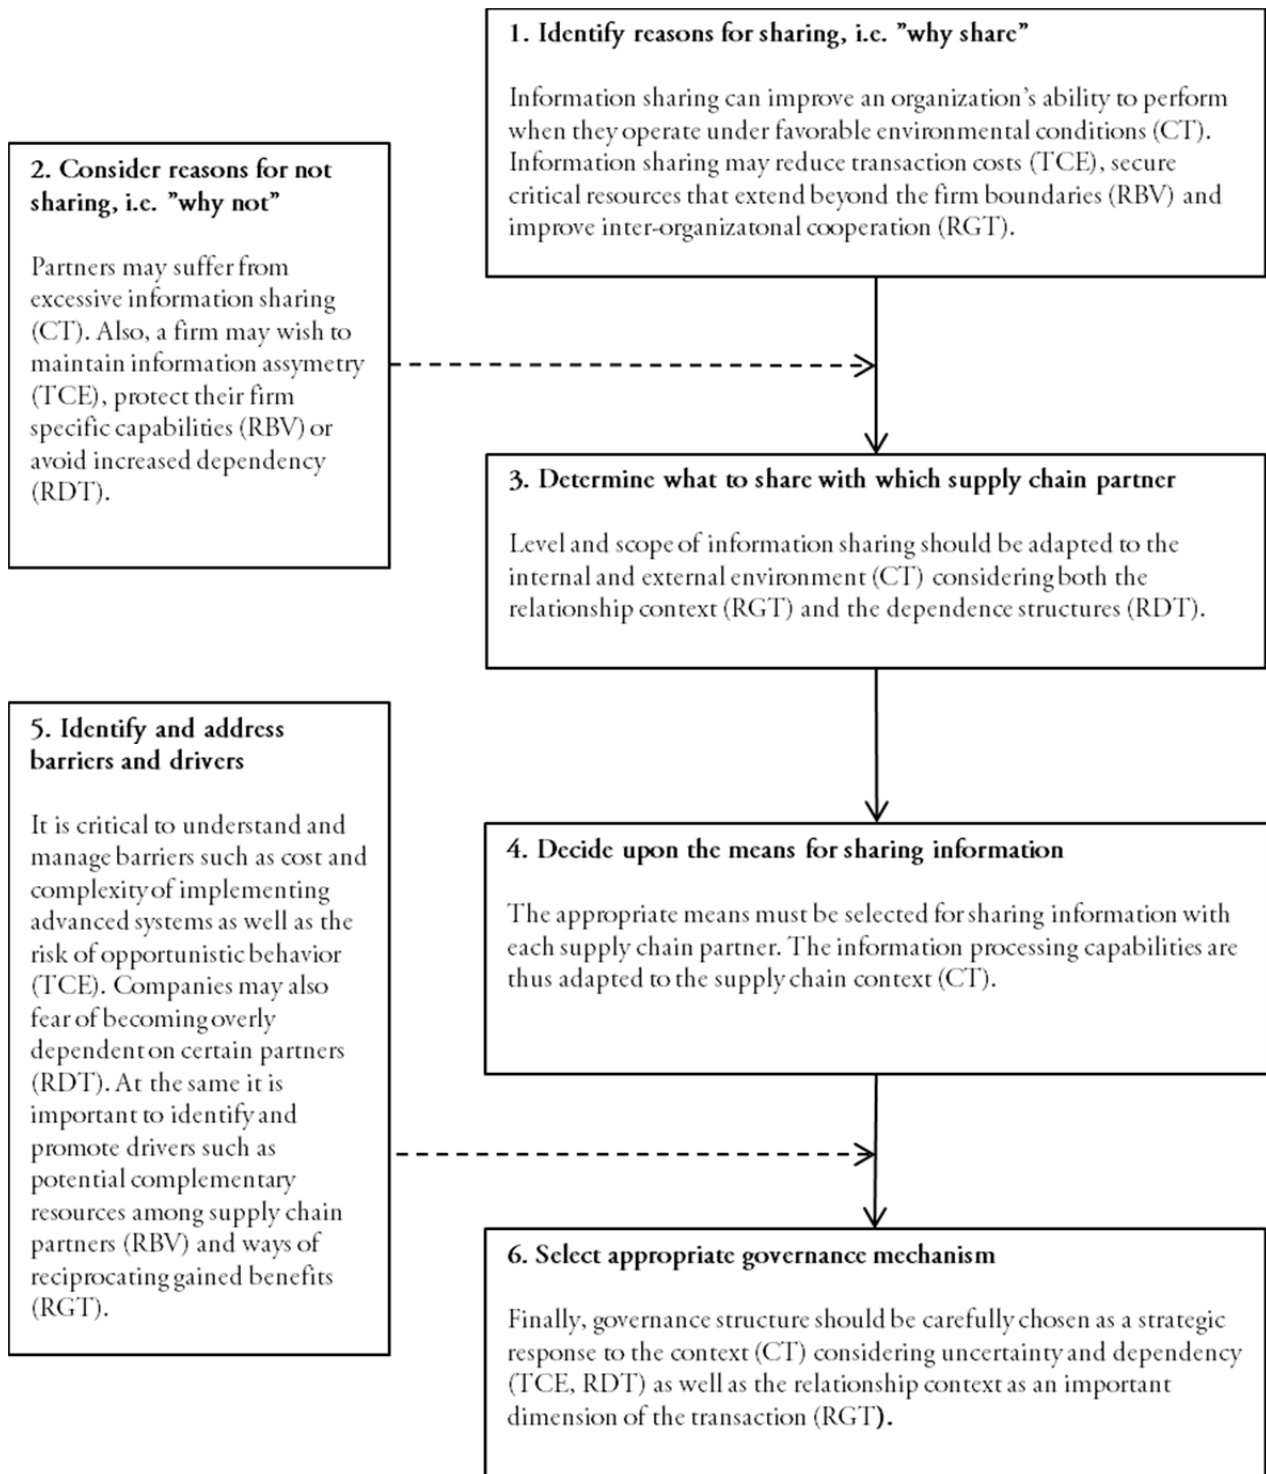 1. Identify reasons for sharing, i.e. ”why share”
Information sharing can improve an organization’s ability to perform
when they operate under favorable environmental conditions (CT).
Information sharing may reduce transaction costs (TCE), secure
critical resources that extend beyond the firm boundaries (RBV) and
improve inter-organizatonal cooperation (RGT).
2. Consider reasons for not
sharing, i.e. ”why not”
Partners may suffer from
excessive information sharing
(CT). Also, a firm may wish to
maintain information assymetry
(TCE), protect their firm
specific capabilities (RBV) or
avoid increased dependency
(RDT).
3. Determine what to share with which supply chain partner
Level and scope of information sharing should be adapted to the
internal and external environment (CT) considering both the
relationship context (RGT) and the dependence structures (RDT).
4. Decide upon the means for sharing information
The appropriate means must be selected for sharing information with
each supply chain partner. The information processing capabilities are
thus adapted to the supply chain context (CT).
5. Identify and address
barriers and drivers
It is critical to understand and
manage barriers such as cost and
complexity of implementing
advanced systems as well as the
risk of opportunistic behavior
(TCE). Companies may also
fear of becoming overly
dependent on certain partners
(RDT). At the same it is
important to identify and
promote drivers such as
potential complementary
resources among supply chain
partners (RBV) and ways of
reciprocating gained benefits
(RGT).
6. Select appropriate governance mechanism
Finally, governance structure should be carefully chosen as a strategic
response to the context (CT) considering uncertainty and dependency
(TCE, RDT) as well as the relationship context as an important
dimension of the transaction (RGT).